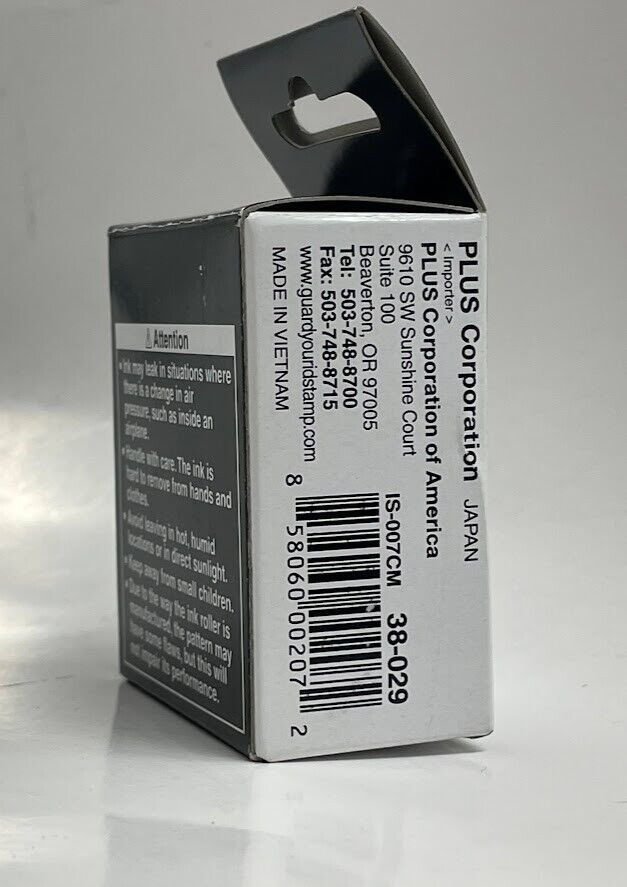 ⚠ Attention
• Ink may leak in situations where
there is a change in air
pressure, such as inside an
airplane.
• Handle with care. The ink is
hard to remove from hands and
clothes.
• Avoid leaving in hot, humid
locations or in direct sunlight.
• Keep away from small children.
• Due to the way the ink roller is
manufactured, the pattern may
have some flaws, but this will
not impair its performance.
PLUS Corporation JAPAN
< Importer >
PLUS Corporation of America
9610 SW Sunshine Court
Suite 100
Beaverton, OR 97005
Tel: 503-748-8700
Fax: 503-748-8715
www.guardyouridstamp.com
MADE IN VIETNAM
IS-007CM 38-029
8 58060 00207 2